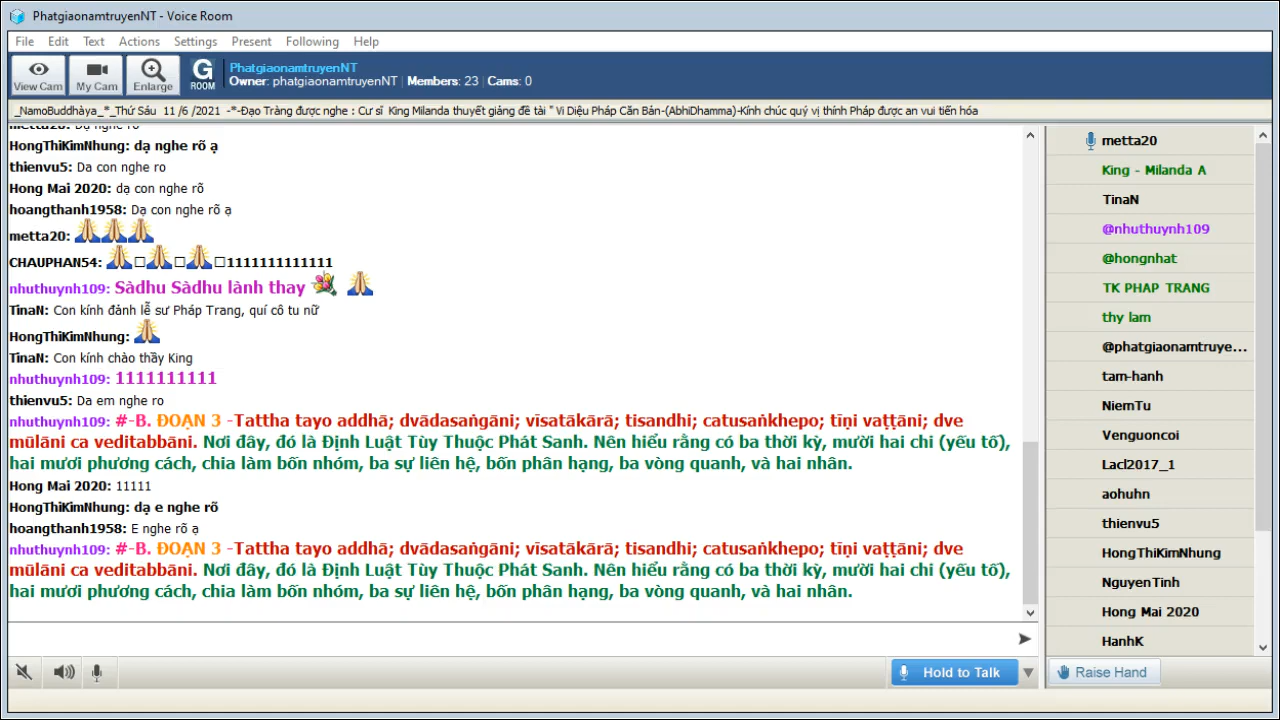 PhatgiaonamtruyenNT - Voice Room
File Edit Text Actions Settings Present Following Help
View Cam My Cam Enlarge G ROOM
PhatgiaonamtruyenNT
Owner: phatgiaonamtruyenNT | Members: 23 | Cams: 0
_NamoBuddhàya_*_Thứ Sáu 11/6 /2021 -*-Đạo Tràng được nghe : Cư sĩ King Milanda thuyết giảng đề tài " Vi Diệu Pháp Căn Bản-(AbhiDhamma)-Kính chúc quý vị thính Pháp được an vui tiến hóa
HongThiKimNhung: dạ nghe rõ ạ
thienvu5: Da con nghe ro
Hong Mai 2020: dạ con nghe rõ
hoangthanh1958: Dạ con nghe rõ ạ
metta20:
CHAUPHAN54: 1111111111111
nhuthuynh109: Sàdhu Sàdhu lành thay
TinaN: Con kính đảnh lễ sư Pháp Trang, quí cô tu nữ
HongThiKimNhung:
TinaN: Con kính chào thầy King
nhuthuynh109: 1111111111
thienvu5: Da em nghe ro
nhuthuynh109: #-B. ĐOẠN 3 -Tattha tayo addhā; dvādasaṅgāni; vīsatākārā; tisandhi; catusaṅkhepo; tīṇi vaṭṭāni; dve
mūlāni ca veditabbāni. Nơi đây, đó là Định Luật Tùy Thuộc Phát Sanh. Nên hiểu rằng có ba thời kỳ, mười hai chi (yếu tố),
hai mươi phương cách, chia làm bốn nhóm, ba sự liên hệ, bốn phân hạng, ba vòng quanh, và hai nhân.
Hong Mai 2020: 11111
HongThiKimNhung: dạ e nghe rõ
hoangthanh1958: E nghe rõ ạ
nhuthuynh109: #-B. ĐOẠN 3 -Tattha tayo addhā; dvādasaṅgāni; vīsatākārā; tisandhi; catusaṅkhepo; tīṇi vaṭṭāni; dve
mūlāni ca veditabbāni. Nơi đây, đó là Định Luật Tùy Thuộc Phát Sanh. Nên hiểu rằng có ba thời kỳ, mười hai chi (yếu tố),
hai mươi phương cách, chia làm bốn nhóm, ba sự liên hệ, bốn phân hạng, ba vòng quanh, và hai nhân.
Hold to Talk
metta20
King - Milanda A
TinaN
@nhuthuynh109
@hongnhat
TK PHAP TRANG
thy lam
@phatgiaonamtruye...
tam-hanh
NiemTu
Venguoncoi
Lacl2017_1
aohuhn
thienvu5
HongThiKimNhung
NguyenTinh
Hong Mai 2020
HanhK
Raise Hand